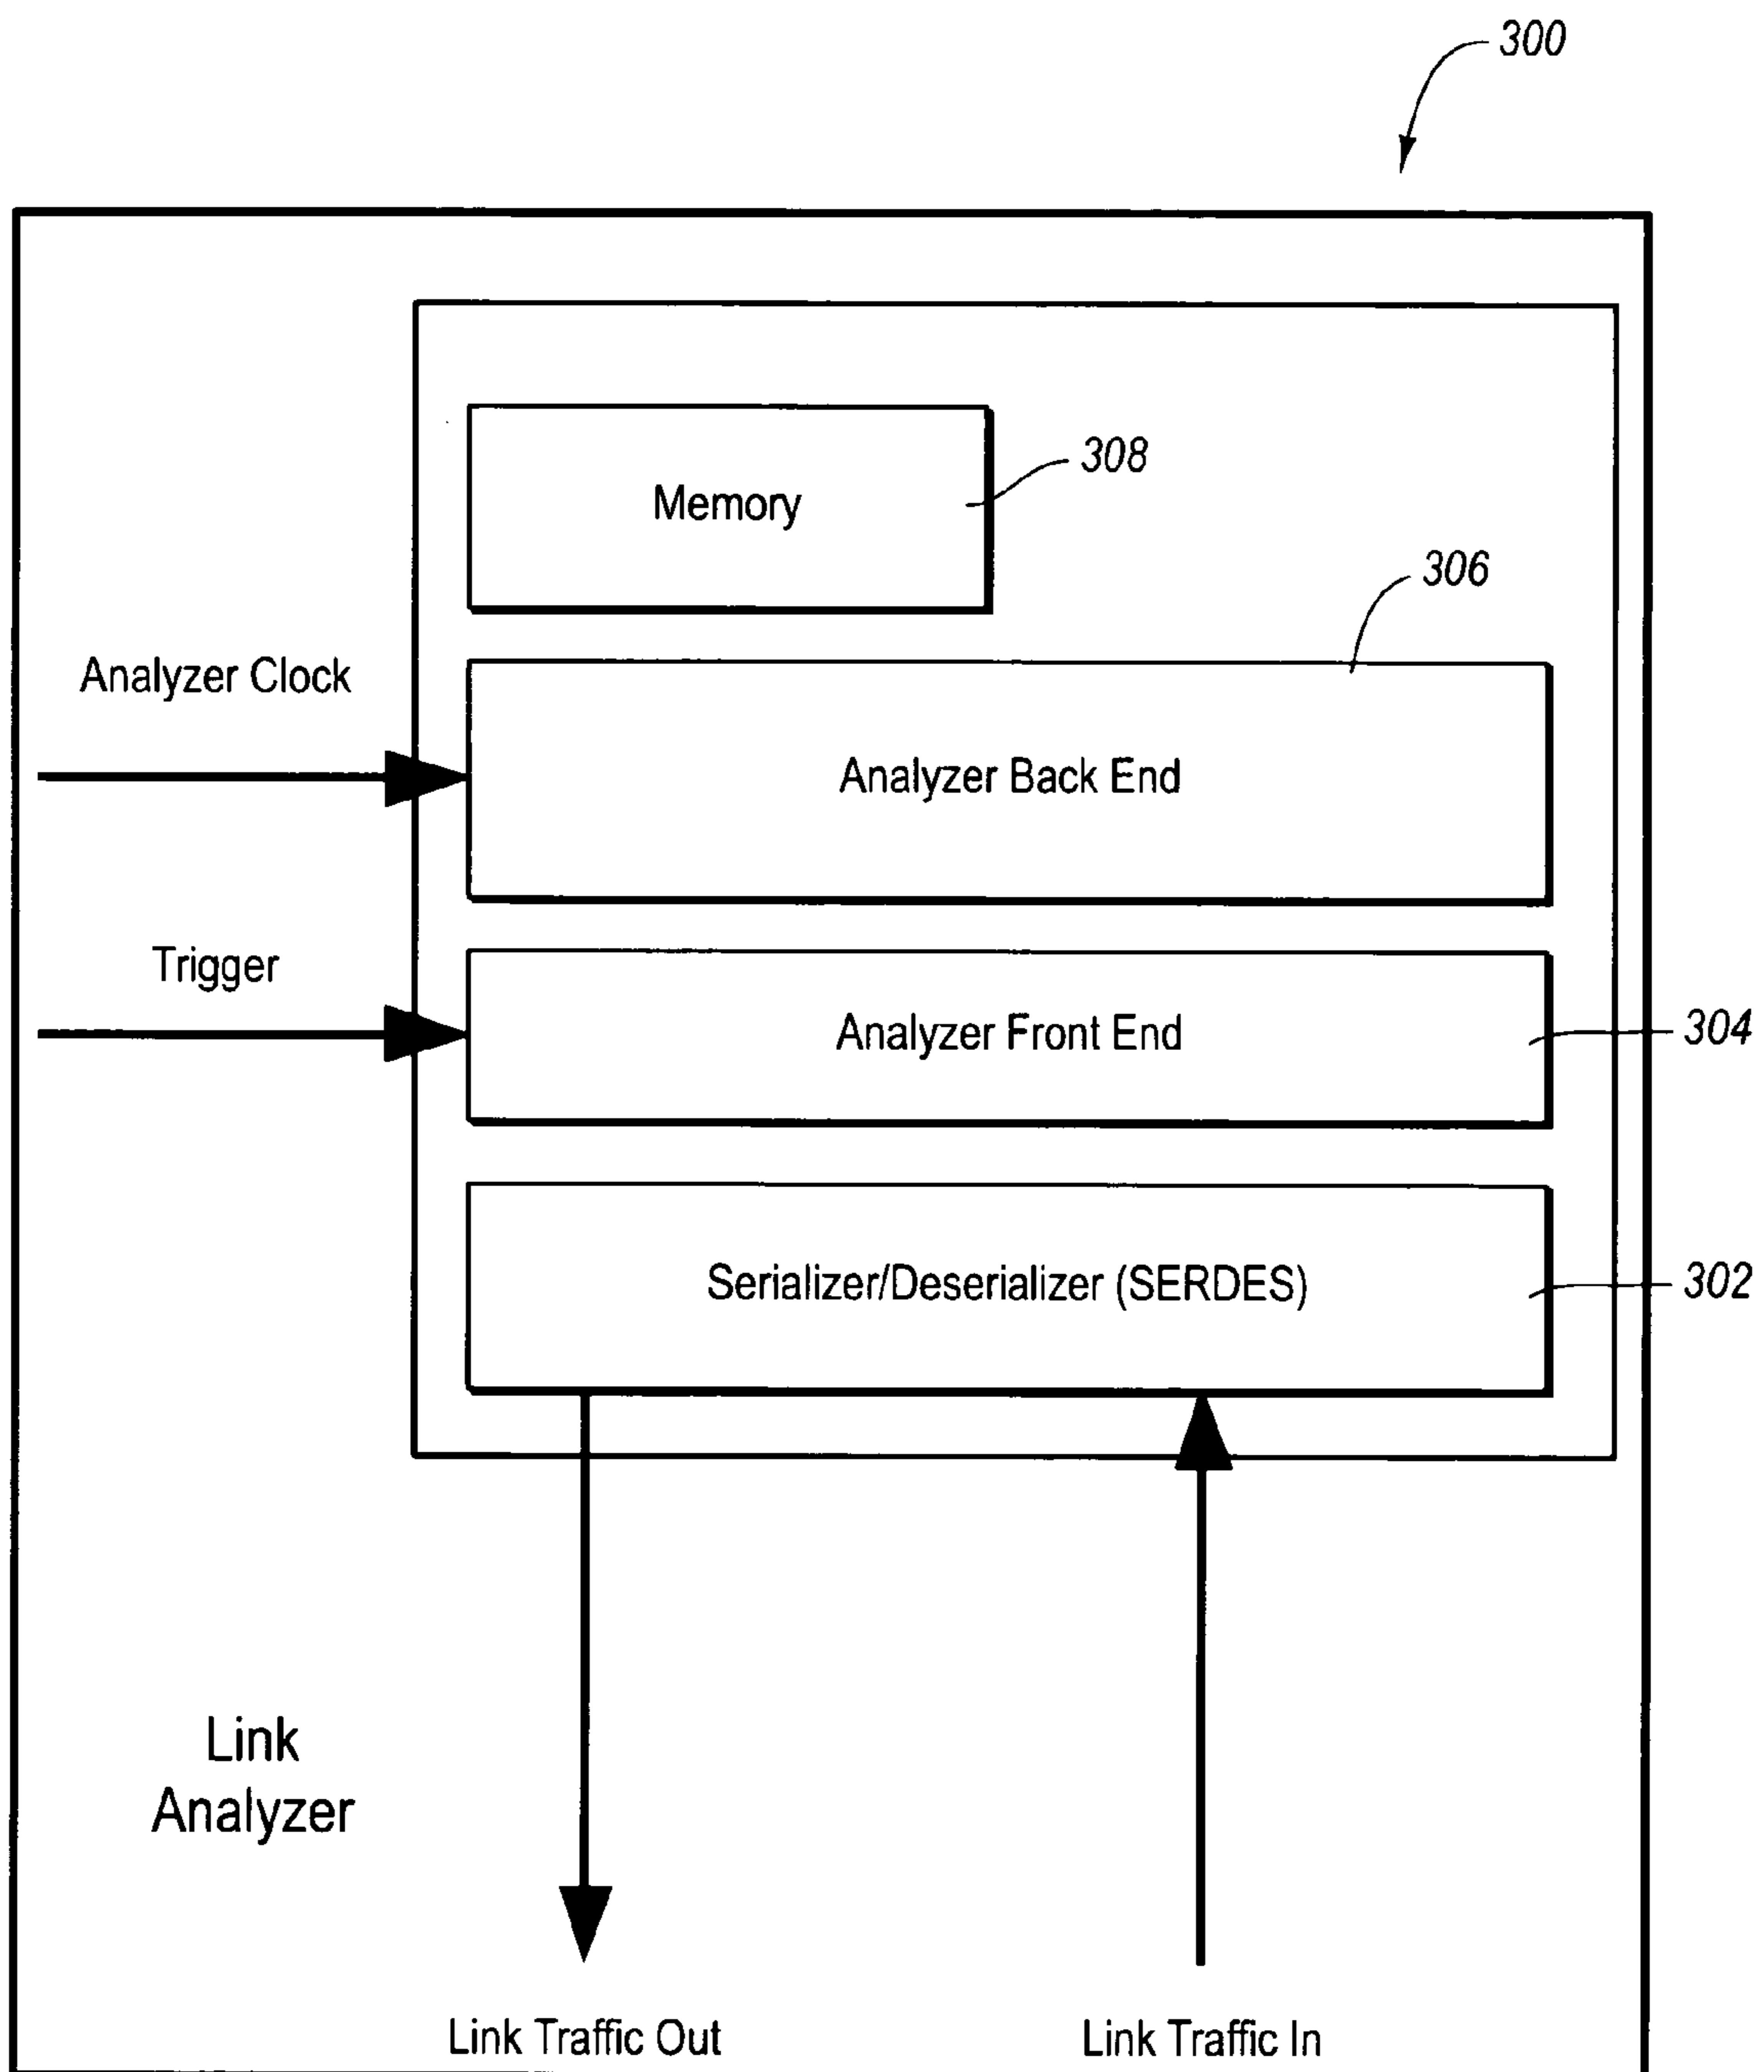 300
Memory
308
306
Analyzer Clock
Analyzer Back End
Trigger
Analyzer Front End
304
Serializer/Deserializer (SERDES)
302
Link
Analyzer
Link Traffic Out
Link Traffic In